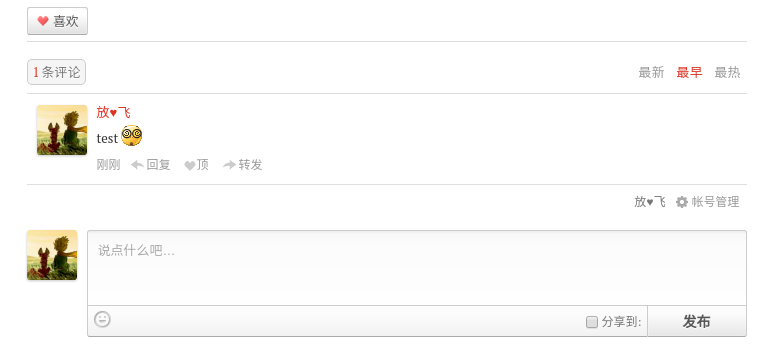 喜欢
1条评论
最新 最早 最热
放♥飞
test
刚刚 回复 顶 转发
放♥飞 帐号管理
说点什么吧...
分享到: 发布